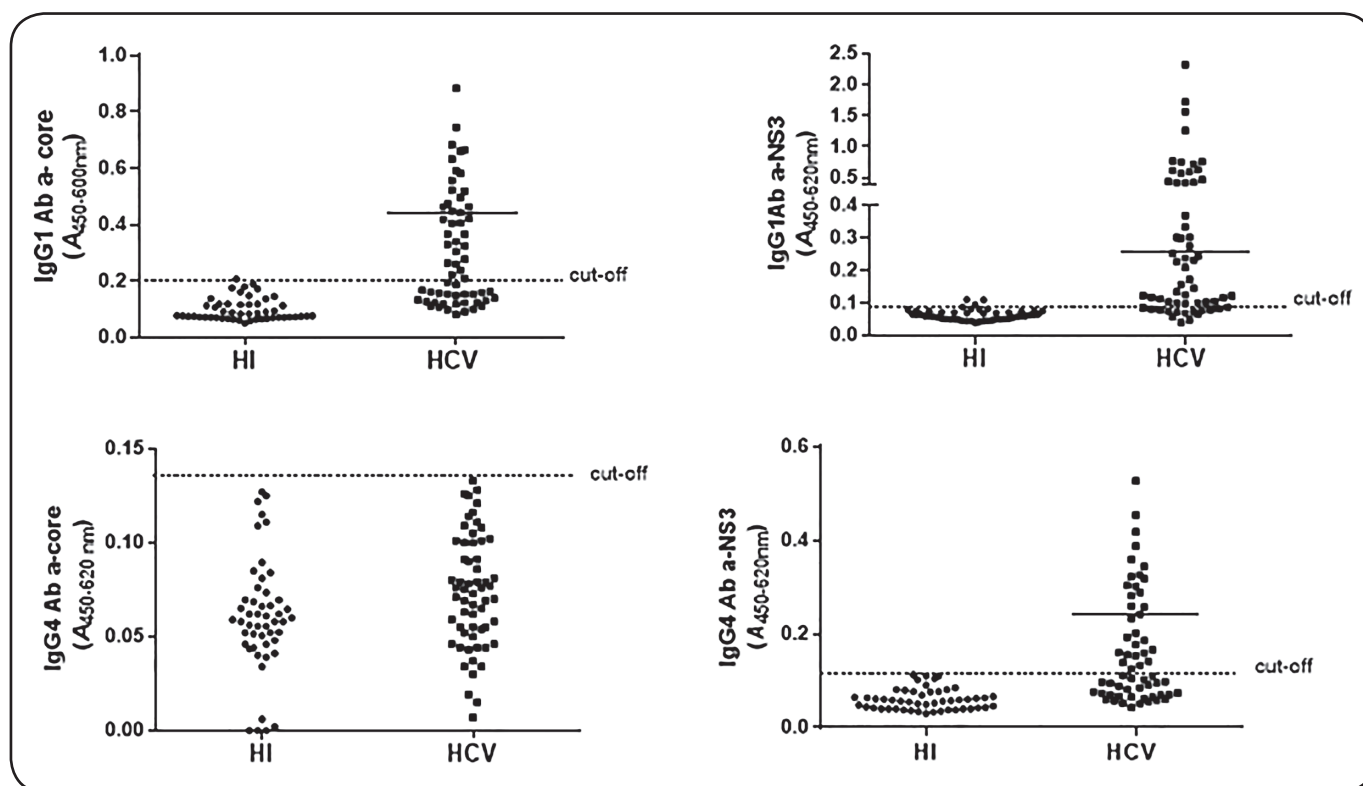 IgG1 Ab a- core
(A450-600nm)
1.0
0.8
0.6
0.4
0.2
0.0
cut-off
HI HCV
IgG1Ab a-NS3
(A450-620nm)
2.5
2.0
1.5
1.0
0.5
0.4
0.3
0.2
0.1
0.0
cut-off
HI HCV
IgG4 Ab a-core
(A450-620 nm)
0.15
0.10
0.05
0.00
cut-off
HI HCV
IgG4 Ab a-NS3
(A450-620nm)
0.6
0.4
0.2
0.0
cut-off
HI HCV